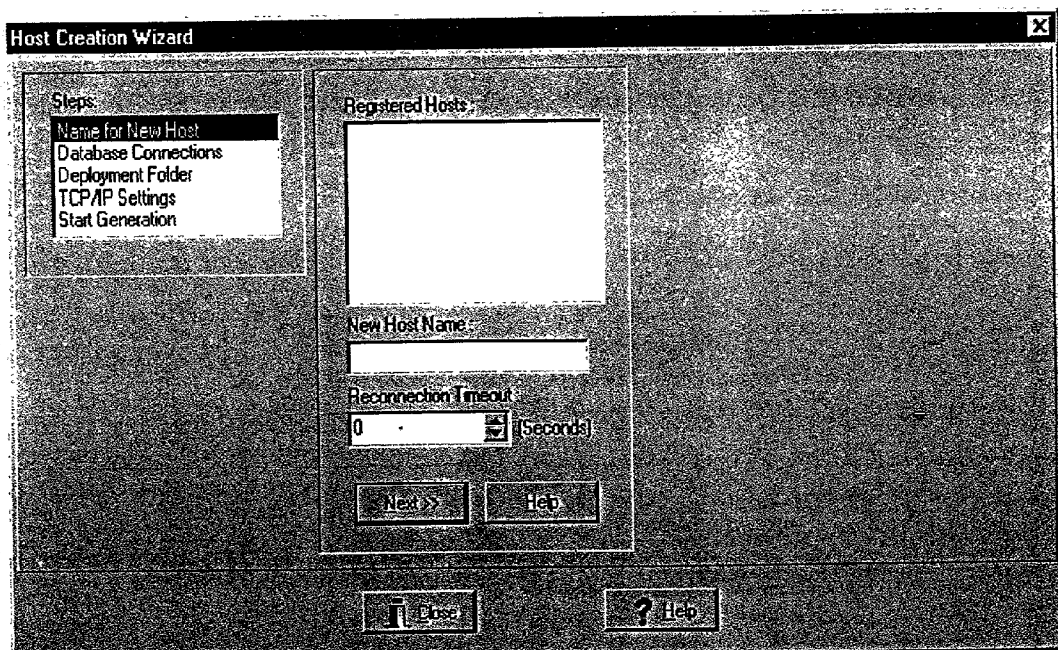 Host Creation Wizard
Steps:
Name for New Host
Database Connections
Deployment Folder
TCP/IP Settings
Start Generation
Registered Hosts :
New Host Name :
Reconnection Timeout :
0
(Seconds)
Next >>
Help
Close
? Help